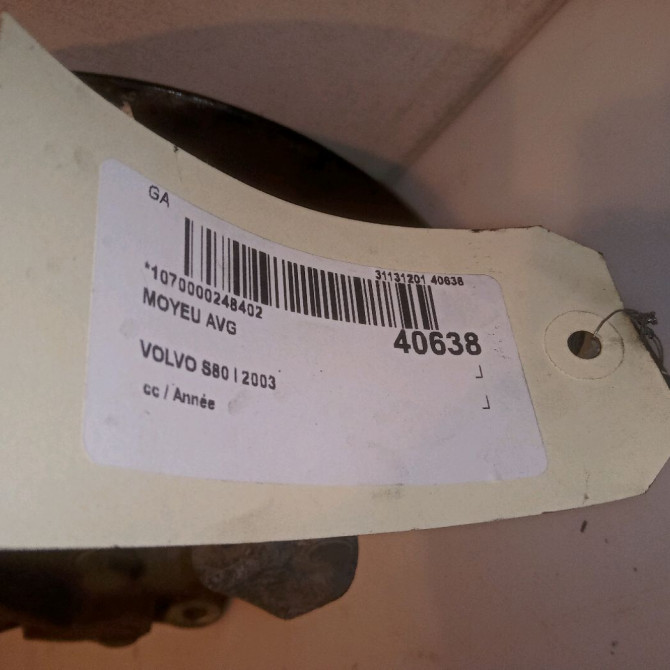 GA
31131201 40638
*1070000248402
MOYEU AVG
40638
VOLVO S80 I 2003
cc / Année